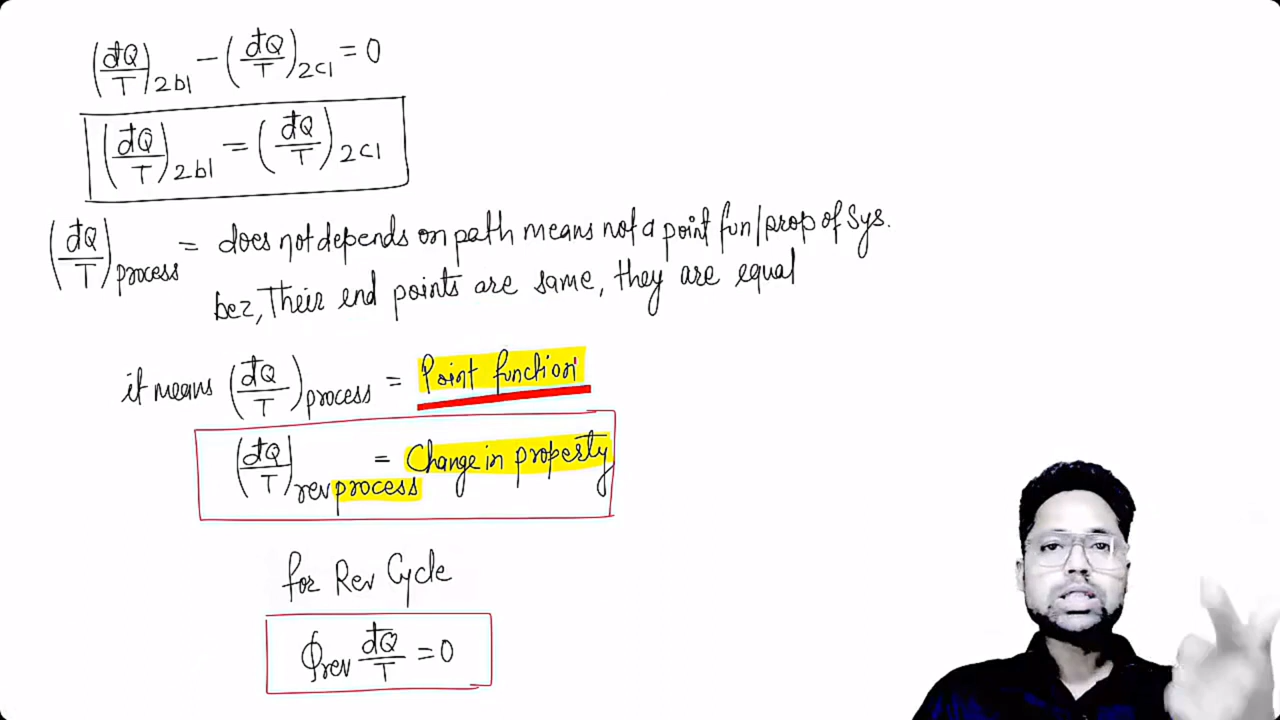 (đQ/T)2b1 − (đQ/T)2c1 = 0
(đQ/T)2b1 = (đQ/T)2c1
(đQ/T)process = does not depends on path means not a point fun/prop of Sys.
bcz, Their end points are same, they are equal
it means (đQ/T)process = Point function
(đQ/T)rev process = Change in property
for Rev Cycle
∮rev đQ/T = 0